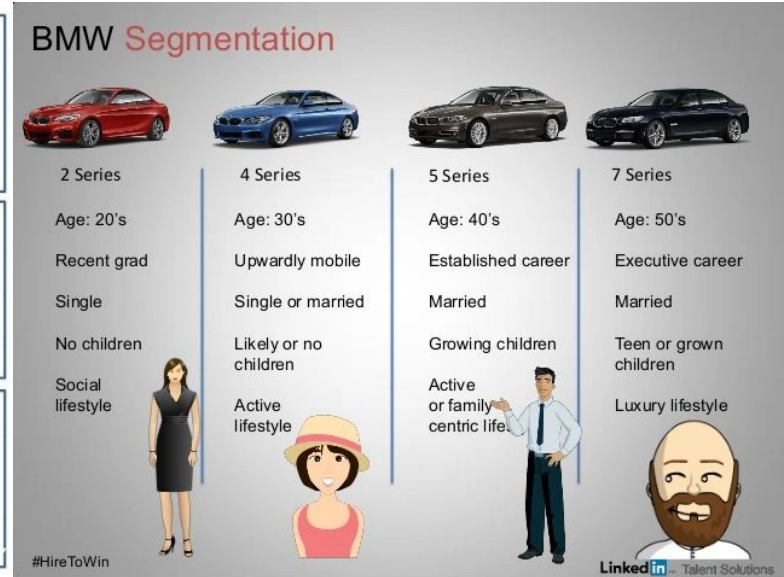 BMW Segmentation
2 Series
Age: 20's
Recent grad
Single
No children
Social
lifestyle
4 Series
Age: 30's
Upwardly mobile
Single or married
Likely or no
children
Active
lifestyle
5 Series
Age: 40's
Established career
Married
Growing children
Active
or family
centric life
7 Series
Age: 50's
Executive career
Married
Teen or grown
children
Luxury lifestyle
#HireToWin
Linked in Talent Solutions